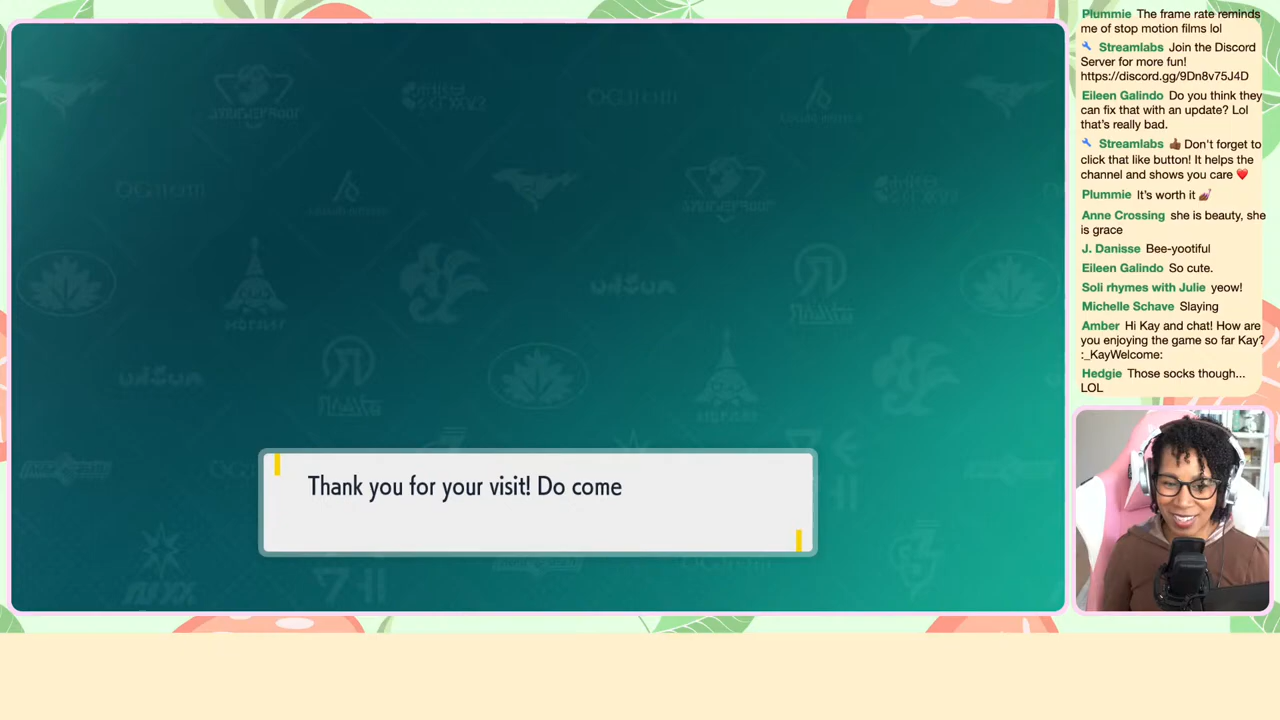 Plummie The frame rate reminds
me of stop motion films lol
Streamlabs Join the Discord
Server for more fun!
https://discord.gg/9Dn8v75J4D
Eileen Galindo Do you think they
can fix that with an update? Lol
that's really bad.
Streamlabs 👍🏾 Don't forget to
click that like button! It helps the
channel and shows you care ❤️
Plummie It's worth it 💅🏾
Anne Crossing she is beauty, she
is grace
J. Danisse Bee-yootiful
Eileen Galindo So cute.
Soli rhymes with Julie yeow!
Michelle Schave Slaying
Amber Hi Kay and chat! How are
you enjoying the game so far Kay?
:_KayWelcome:
Hedgie Those socks though...
LOL
Thank you for your visit! Do come